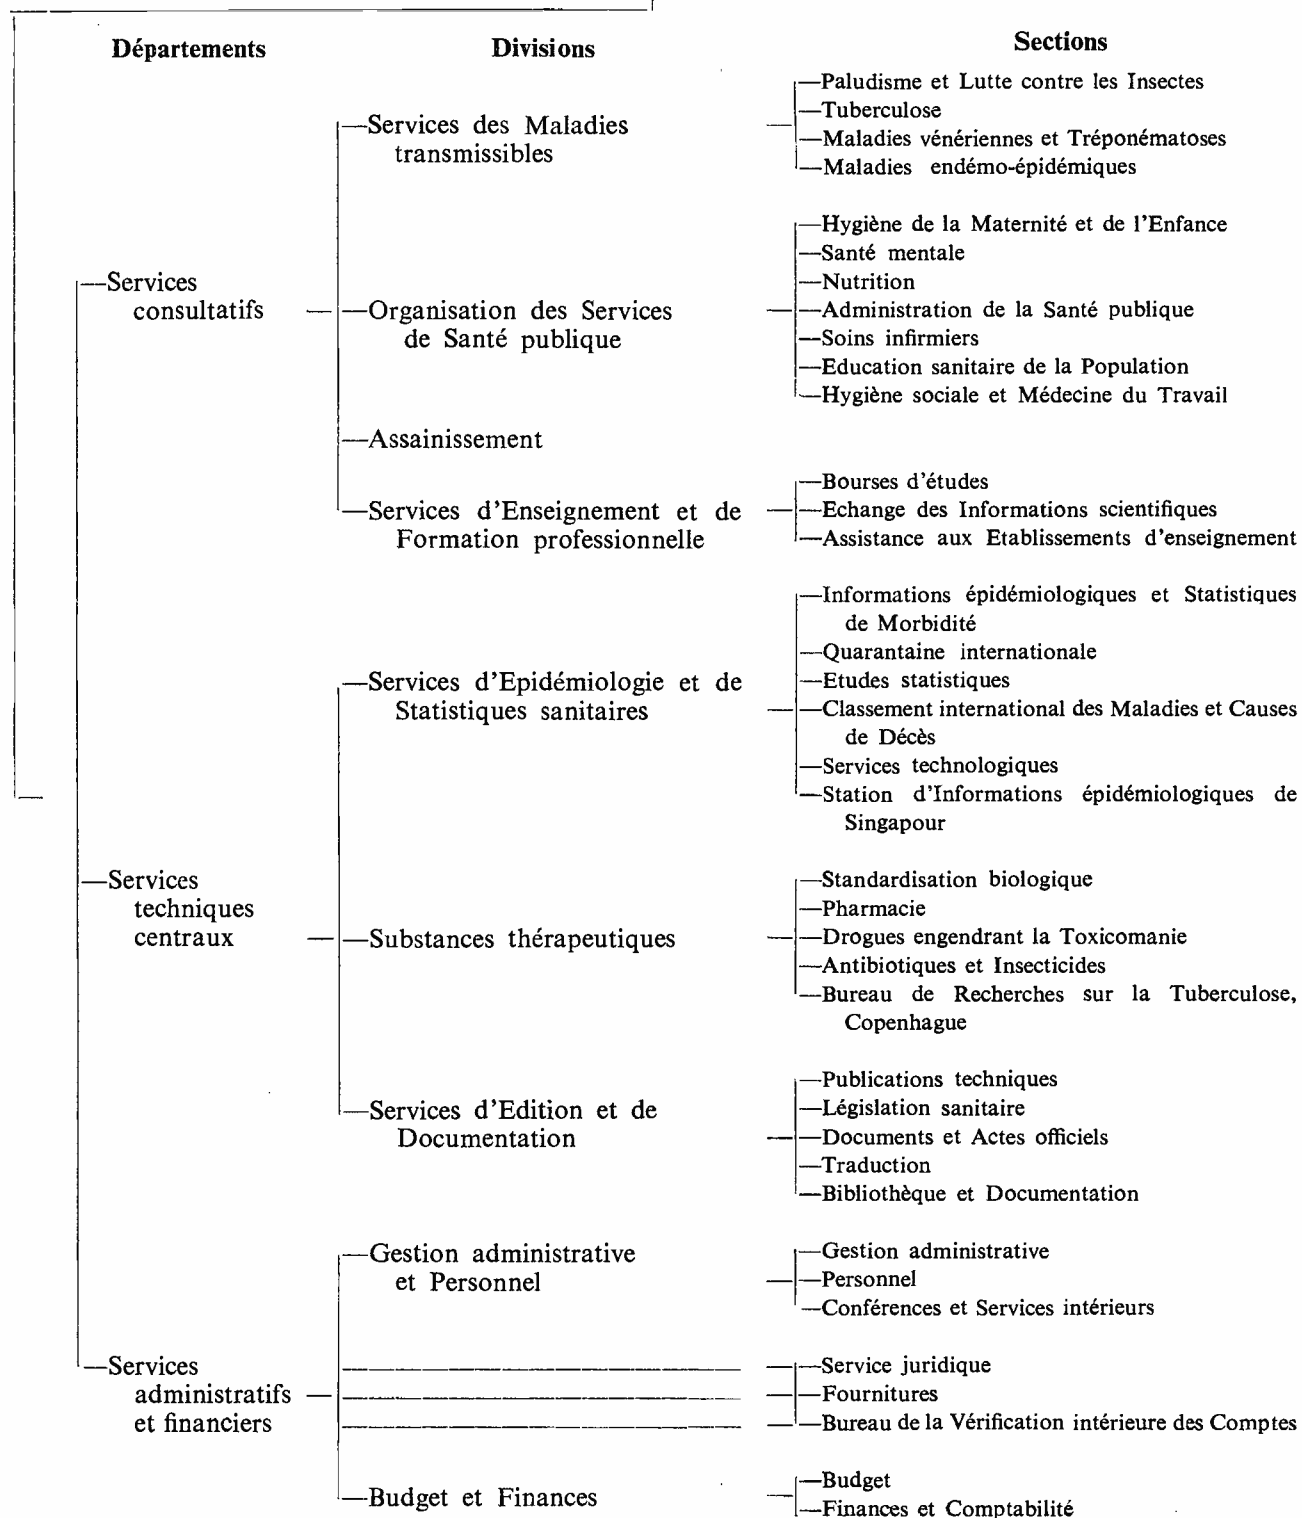 Départements
Divisions
Sections
—Services
consultatifs
—Services des Maladies
transmissibles
—Paludisme et Lutte contre les Insectes
—Tuberculose
—Maladies vénériennes et Tréponématoses
—Maladies endémo-épidémiques
—Organisation des Services
de Santé publique
—Hygiène de la Maternité et de l'Enfance
—Santé mentale
—Nutrition
—Administration de la Santé publique
—Soins infirmiers
—Education sanitaire de la Population
—Hygiène sociale et Médecine du Travail
—Assainissement
—Services d'Enseignement et de
Formation professionnelle
—Bourses d'études
—Echange des Informations scientifiques
—Assistance aux Etablissements d'enseignement
—Services
techniques
centraux
—Services d'Epidémiologie et de
Statistiques sanitaires
—Informations épidémiologiques et Statistiques
de Morbidité
—Quarantaine internationale
—Etudes statistiques
—Classement international des Maladies et Causes
de Décès
—Services technologiques
—Station d'Informations épidémiologiques de
Singapour
—Substances thérapeutiques
—Standardisation biologique
—Pharmacie
—Drogues engendrant la Toxicomanie
—Antibiotiques et Insecticides
—Bureau de Recherches sur la Tuberculose,
Copenhague
—Services d'Edition et de
Documentation
—Publications techniques
—Législation sanitaire
—Documents et Actes officiels
—Traduction
—Bibliothèque et Documentation
—Services
administratifs
et financiers
—Gestion administrative
et Personnel
—Gestion administrative
—Personnel
—Conférences et Services intérieurs
—Service juridique
—Fournitures
—Bureau de la Vérification intérieure des Comptes
—Budget et Finances
—Budget
—Finances et Comptabilité